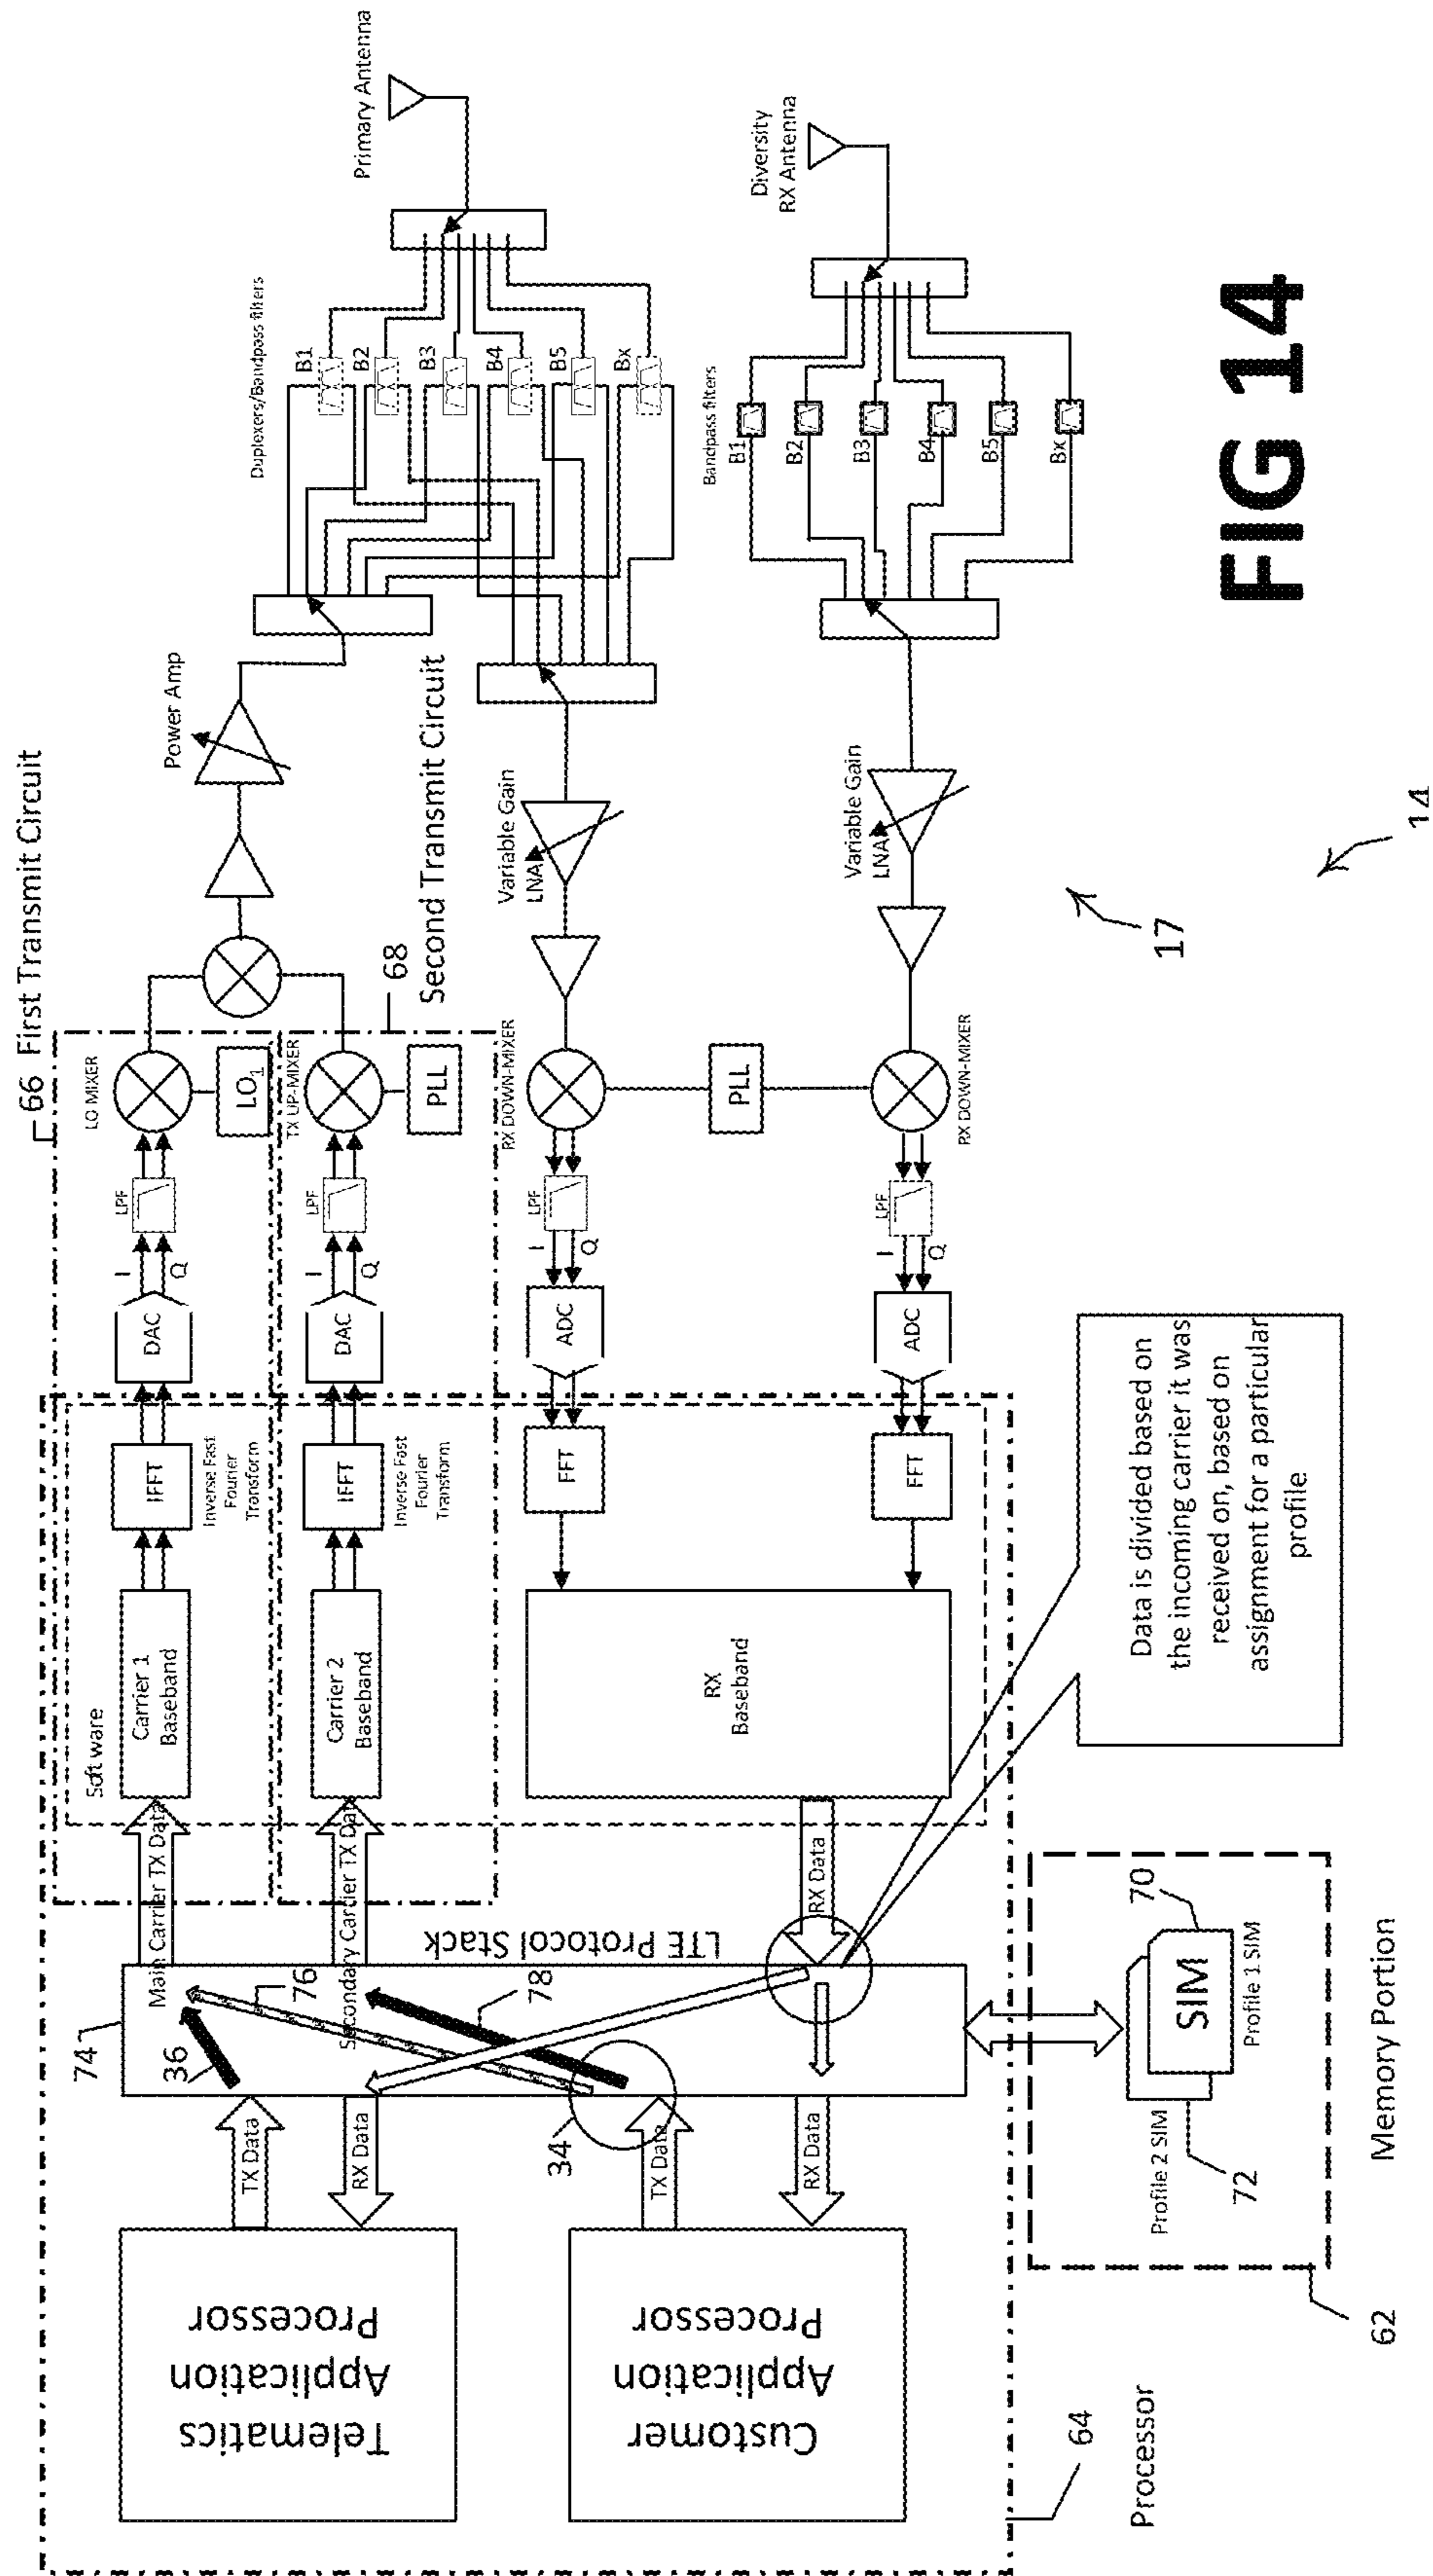 66 First Transmit Circuit
Primary Antenna
Power Amp
Duplexers/Bandpass filters
B1
B2
B3
B4
B5
Bx
LO MIXER
LO1
LPF
I
Q
DAC
IFFT
Inverse Fast
Fourier
Transform
Software
Carrier 1
Baseband
Main Carrier TX Data
TX UP-MIXER
PLL
68
Second Transmit Circuit
LPF
I
Q
DAC
IFFT
Inverse Fast
Fourier
Transform
Carrier 2
Baseband
Secondary Carrier TX Data
Variable Gain
LNA
RX DOWN-MIXER
LPF
I
Q
ADC
FFT
PLL
Diversity
RX Antenna
Bandpass filters
B1
B2
B3
B4
B5
Bx
Variable Gain
LNA
RX DOWN-MIXER
LPF
I
Q
ADC
FFT
RX
Baseband
RX Data
LTE Protocol Stack
74
36
76
78
34
TX Data
RX Data
TX Data
RX Data
Telematics
Application
Processor
Customer
Application
Processor
64
Processor
Data is divided based on
the incoming carrier it was
received on, based on
assignment for a particular
profile
SIM
70
Profile 1 SIM
Profile 2 SIM
72
62
Memory Portion
17
14
FIG 14